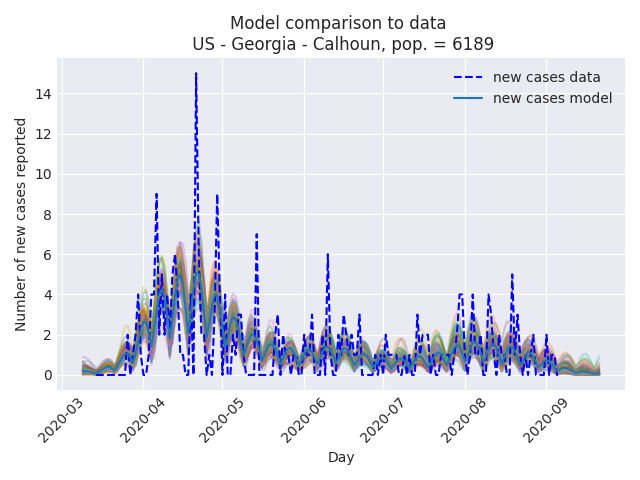 Model comparison to data
US - Georgia - Calhoun, pop. = 6189
new cases data
new cases model
Number of new cases reported
14
12
10
8
6
4
2
0
2020-03
2020-04
2020-05
2020-06
2020-07
2020-08
2020-09
Day